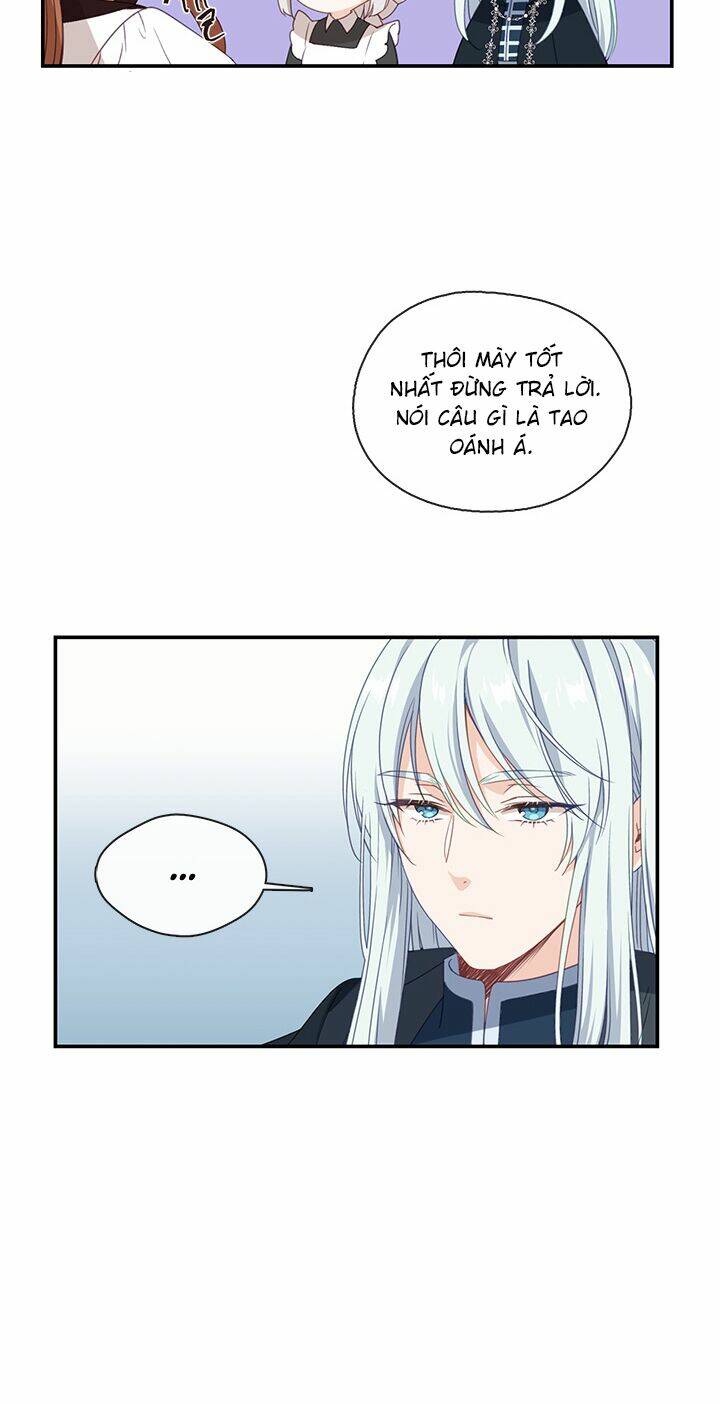 THÔI MÀY TỐT
NHẤT ĐỪNG TRẢ LỜI.
NÓI CÂU GÌ LÀ TAO
OÁNH Á.
...